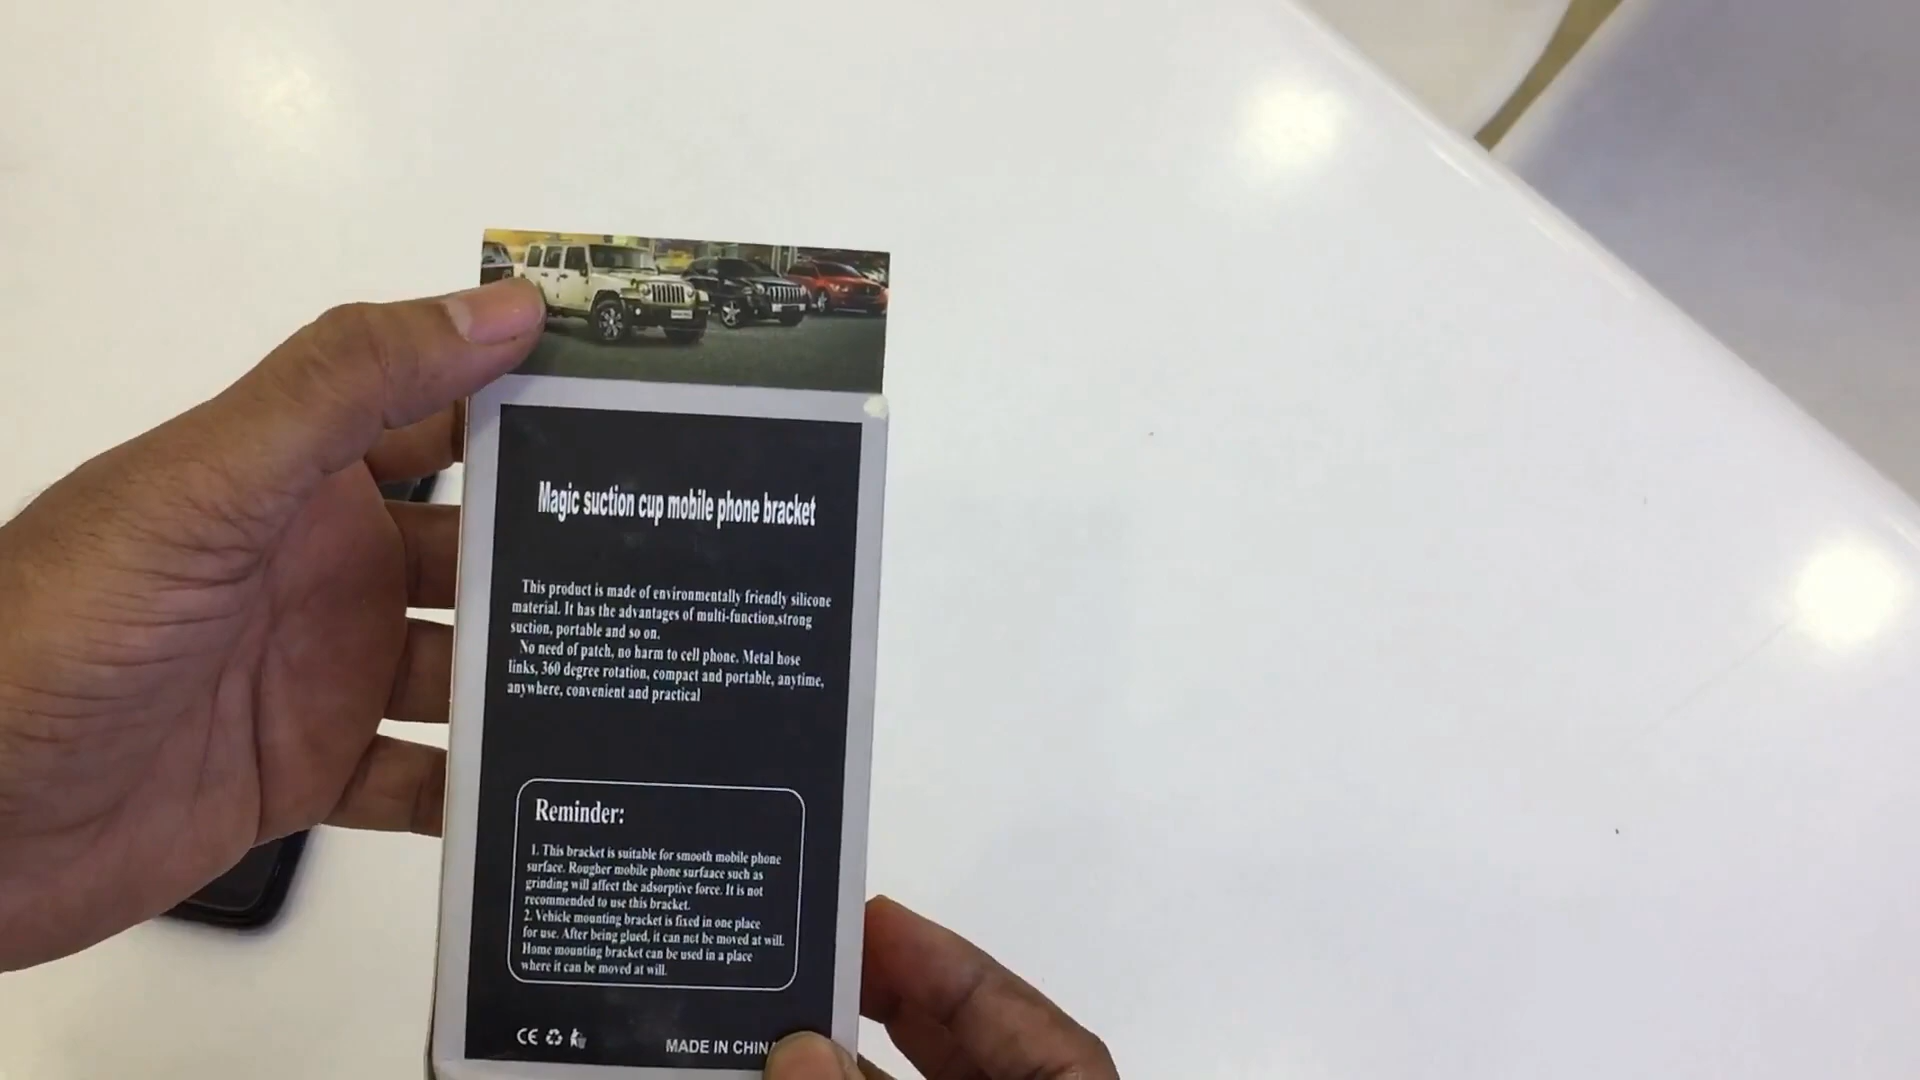 Magic suction cup mobile phone bracket
This product is made of environmentally friendly silicone
material. It has the advantages of multi-function,strong
suction, portable and so on.
No need of patch, no harm to cell phone. Metal hose
links, 360 degree rotation, compact and portable, anytime,
anywhere, convenient and practical
Reminder:
1. This bracket is suitable for smooth mobile phone
surface. Rougher mobile phone surfaace such as
grinding will affect the adsorptive force. It is not
recommended to use this bracket.
2. Vehicle mounting bracket is fixed in one place
for use. After being glued, it can not be moved at will.
Home mounting bracket can be used in a place
where it can be moved at will.
CE
MADE IN CHINA